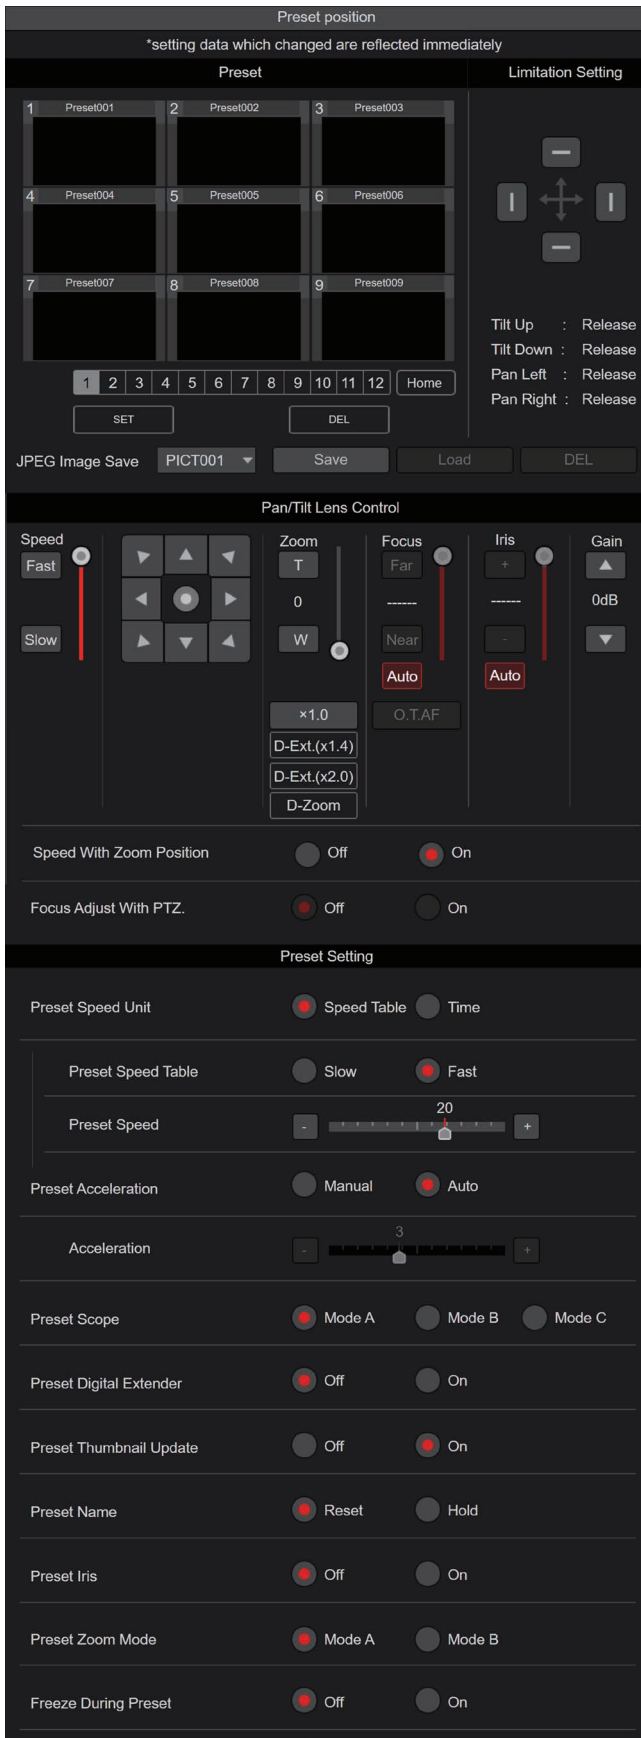 Preset position
*setting data which changed are reflected immediately
Preset
Limitation Setting
1 Preset001 2 Preset002 3 Preset003
4 Preset004 5 Preset005 6 Preset006
7 Preset007 8 Preset008 9 Preset009
Tilt Up : Release
Tilt Down : Release
Pan Left : Release
Pan Right : Release
1 2 3 4 5 6 7 8 9 10 11 12 Home
SET DEL
JPEG Image Save PICT001 Save Load DEL
Pan/Tilt Lens Control
Speed Zoom Focus Iris Gain
Fast T Far +
0 ------ ------ 0dB
Slow W Near -
Auto Auto
×1.0 O.T.AF
D-Ext.(x1.4)
D-Ext.(x2.0)
D-Zoom
Speed With Zoom Position Off On
Focus Adjust With PTZ. Off On
Preset Setting
Preset Speed Unit Speed Table Time
Preset Speed Table Slow Fast
20
Preset Speed - +
Preset Acceleration Manual Auto
3
Acceleration - +
Preset Scope Mode A Mode B Mode C
Preset Digital Extender Off On
Preset Thumbnail Update Off On
Preset Name Reset Hold
Preset Iris Off On
Preset Zoom Mode Mode A Mode B
Freeze During Preset Off On